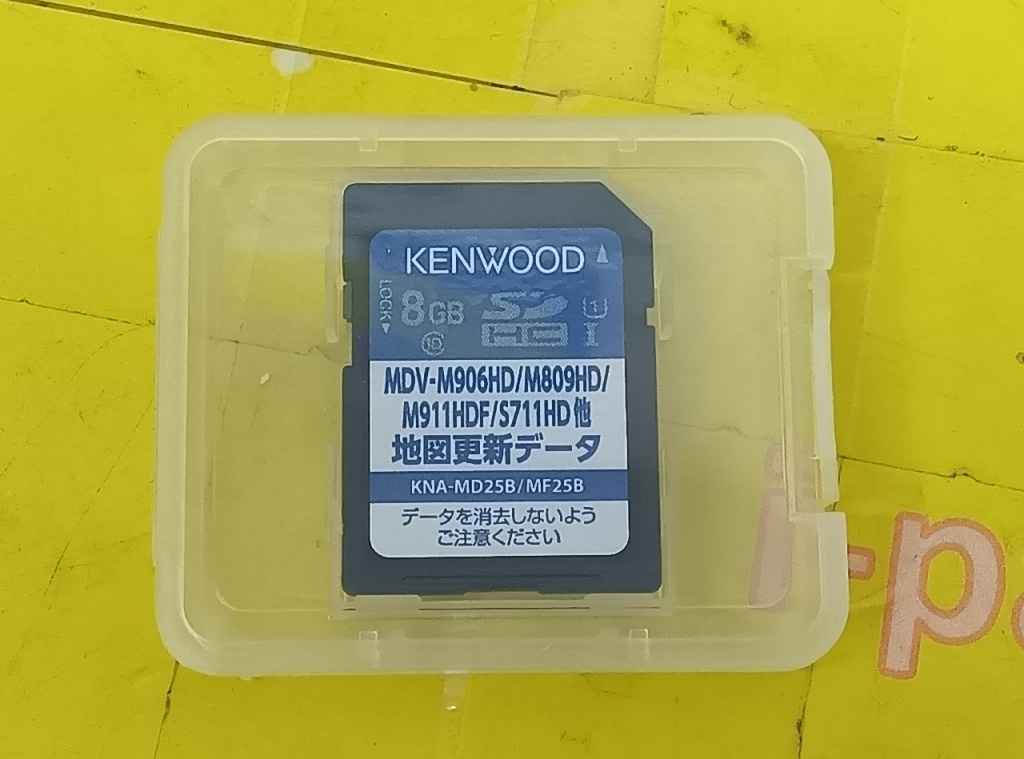 KENWOOD
LOCK
8GB
SD
HC I
1
10
MDV-M906HD/M809HD/
M911HDF/S711HD他
地図更新データ
KNA-MD25B/MF25B
データを消去しないよう
ご注意ください
i-p